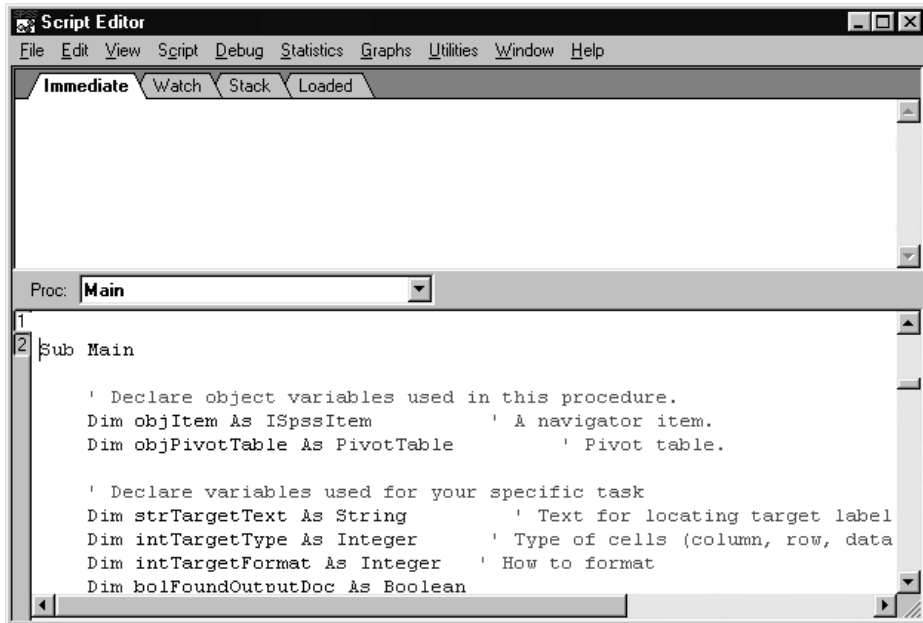 Script Editor
File Edit View Script Debug Statistics Graphs Utilities Window Help
Immediate Watch Stack Loaded
Proc: Main
1
2
Sub Main
' Declare object variables used in this procedure.
Dim objItem As ISpssItem ' A navigator item.
Dim objPivotTable As PivotTable ' Pivot table.
' Declare variables used for your specific task
Dim strTargetText As String ' Text for locating target label
Dim intTargetType As Integer ' Type of cells (column, row, data
Dim intTargetFormat As Integer ' How to format
Dim bolFoundOutputDoc As Boolean